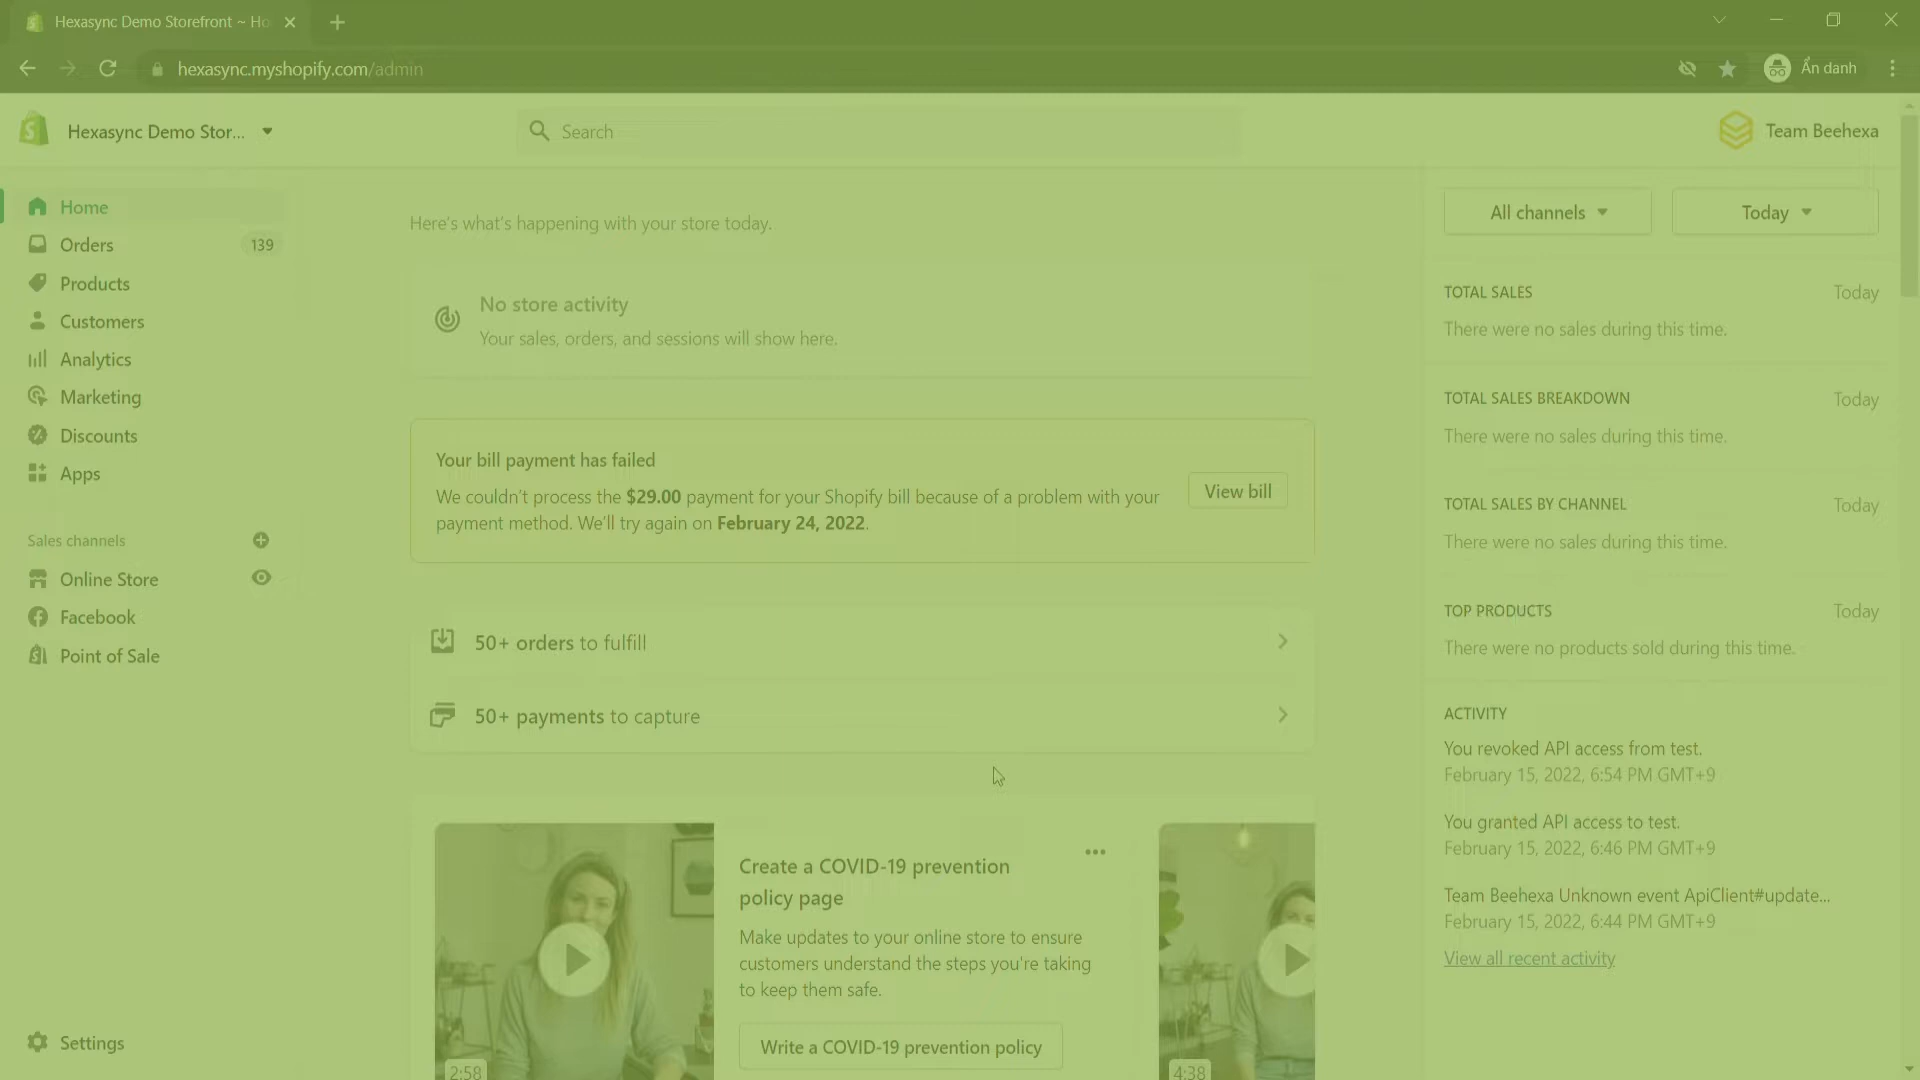 Hexasync Demo Storefront ~ Ho
hexasync.myshopify.com/admin
Ẩn danh
Hexasync Demo Stor...
Search
Team Beehexa
Home
Orders
139
Products
Customers
Analytics
Marketing
Discounts
Apps
Sales channels
Online Store
Facebook
Point of Sale
Settings
Here's what's happening with your store today.
No store activity
Your sales, orders, and sessions will show here.
Your bill payment has failed
We couldn't process the $29.00 payment for your Shopify bill because of a problem with your
payment method. We'll try again on February 24, 2022.
View bill
50+ orders to fulfill
50+ payments to capture
Create a COVID-19 prevention
policy page
Make updates to your online store to ensure
customers understand the steps you're taking
to keep them safe.
Write a COVID-19 prevention policy
2:58
4:38
All channels
Today
TOTAL SALES
Today
There were no sales during this time.
TOTAL SALES BREAKDOWN
Today
There were no sales during this time.
TOTAL SALES BY CHANNEL
Today
There were no sales during this time.
TOP PRODUCTS
Today
There were no products sold during this time.
ACTIVITY
You revoked API access from test.
February 15, 2022, 6:54 PM GMT+9
You granted API access to test.
February 15, 2022, 6:46 PM GMT+9
Team Beehexa Unknown event ApiClient#update...
February 15, 2022, 6:44 PM GMT+9
View all recent activity